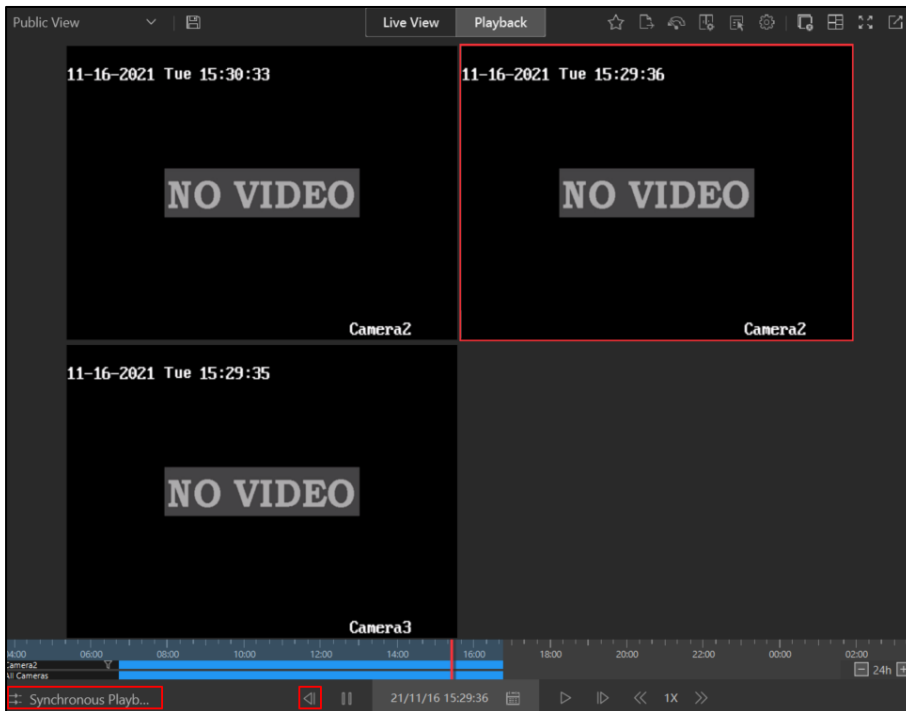 Public View
Live View
Playback
11-16-2021 Tue 15:30:33
11-16-2021 Tue 15:29:36
NO VIDEO
NO VIDEO
Camera2
Camera2
11-16-2021 Tue 15:29:35
NO VIDEO
Camera3
04:00 06:00 08:00 10:00 12:00 14:00 16:00 18:00 20:00 22:00 00:00 02:00
Camera2
All Cameras
24h
Synchronous Playb...
21/11/16 15:29:36
1X